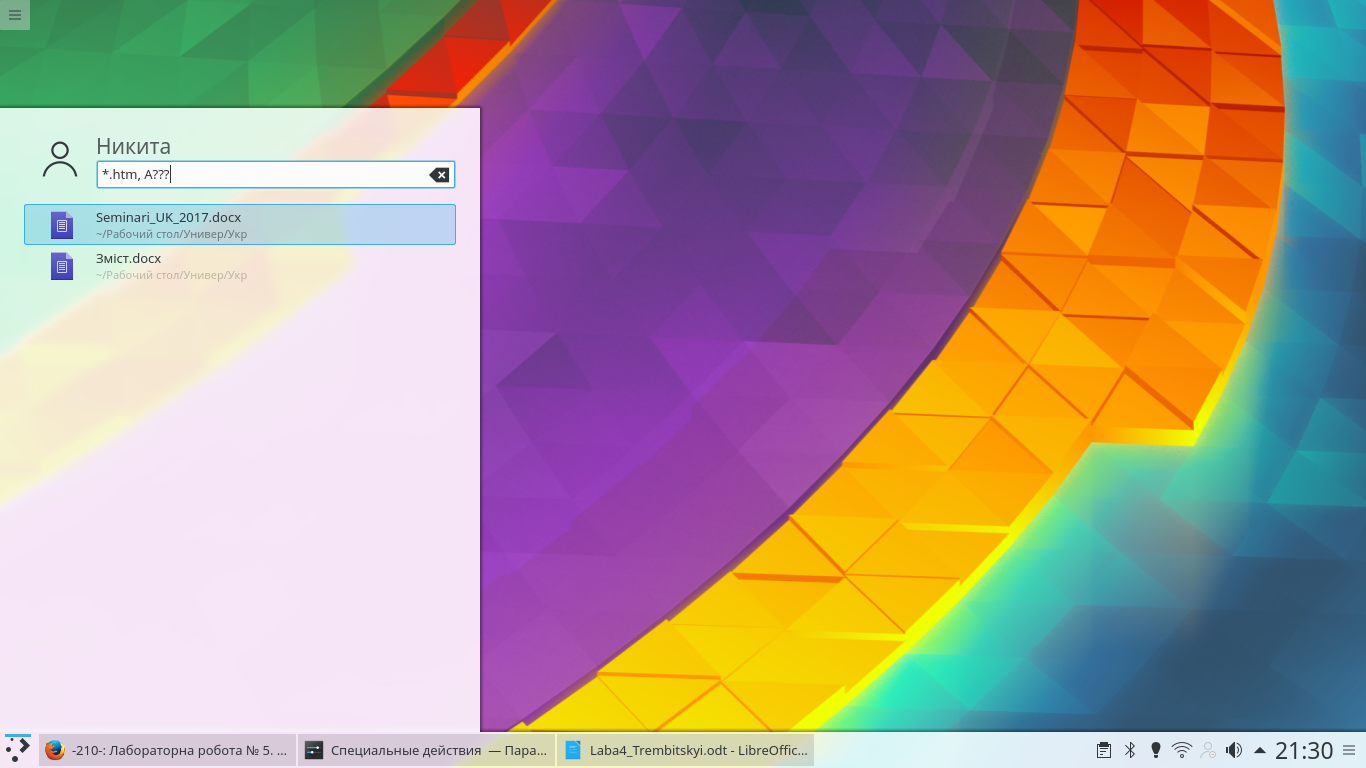 Никита
*.htm, A???
Seminari_UK_2017.docx
~/Рабочий стол/Универ/Укр
Зміст.docx
~/Рабочий стол/Универ/Укр
-210-: Лабораторна робота № 5. ...
Специальные действия — Пара...
Laba4_Trembitskyi.odt - LibreOffic...
21:30